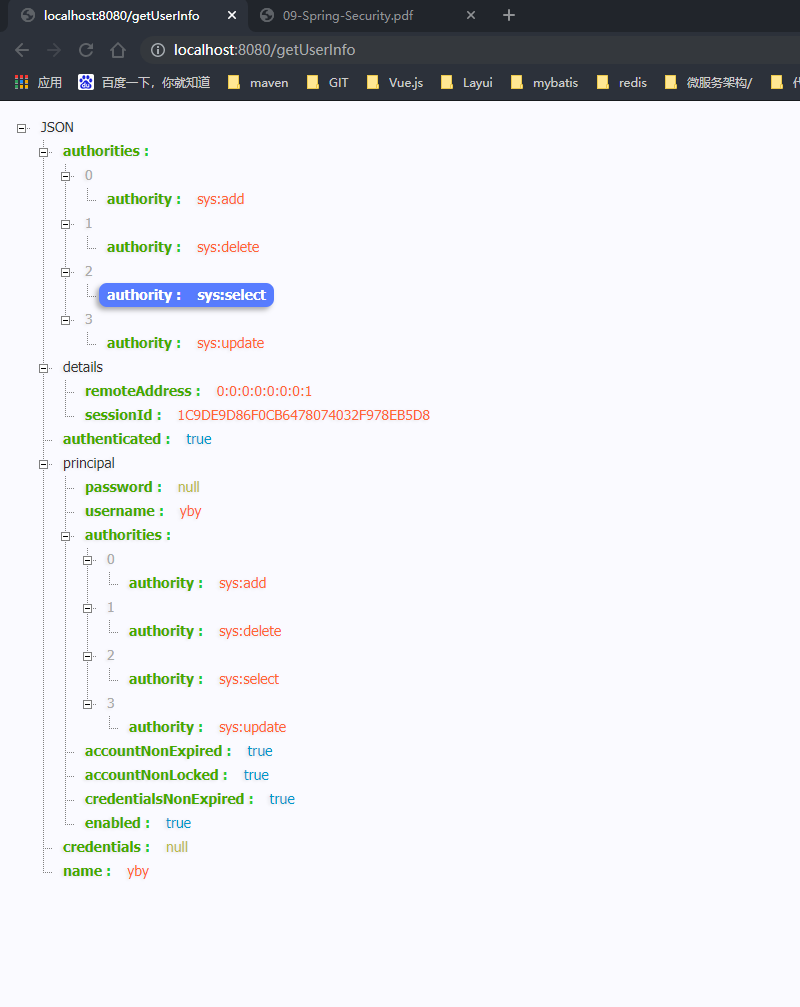 localhost:8080/getUserInfo 09-Spring-Security.pdf
localhost:8080/getUserInfo
应用 百度一下，你就知道 maven GIT Vue.js Layui mybatis redis 微服务架构/
JSON
authorities :
0
authority : sys:add
1
authority : sys:delete
2
authority : sys:select
3
authority : sys:update
details
remoteAddress : 0:0:0:0:0:0:0:1
sessionId : 1C9DE9D86F0CB6478074032F978EB5D8
authenticated : true
principal
password : null
username : yby
authorities :
0
authority : sys:add
1
authority : sys:delete
2
authority : sys:select
3
authority : sys:update
accountNonExpired : true
accountNonLocked : true
credentialsNonExpired : true
enabled : true
credentials : null
name : yby